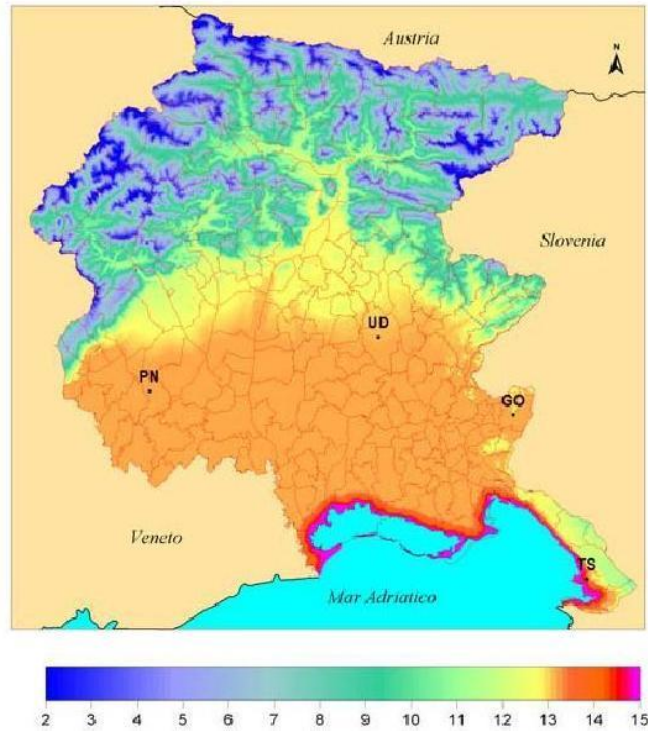 Austria
N
Slovenia
UD
PN
GO
Veneto
TS
Mar Adriatico
2 3 4 5 6 7 8 9 10 11 12 13 14 15